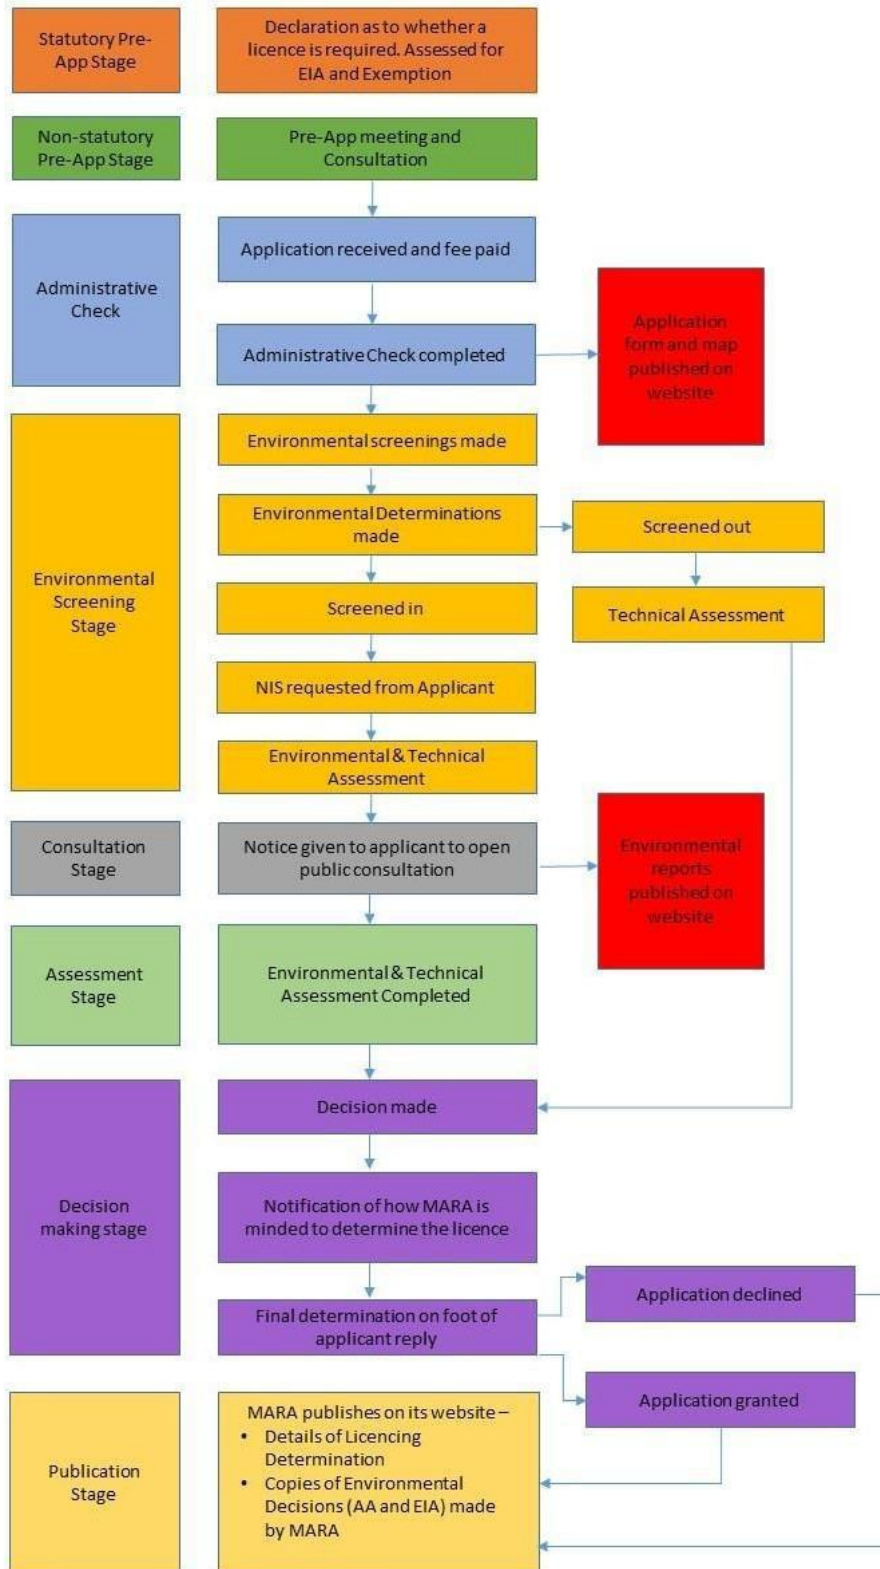 Statutory Pre-
App Stage
Declaration as to whether a
licence is required. Assessed for
EIA and Exemption
Non-statutory
Pre-App Stage
Pre-App meeting and
Consultation
Administrative
Check
Application received and fee paid
Administrative Check completed
Application
form and map
published on
website
Environmental
Screening
Stage
Environmental screenings made
Environmental Determinations
made
Screened out
Screened in
Technical Assessment
NIS requested from Applicant
Environmental & Technical
Assessment
Consultation
Stage
Notice given to applicant to open
public consultation
Environmental
reports
published on
website
Assessment
Stage
Environmental & Technical
Assessment Completed
Decision
making stage
Decision made
Notification of how MARA is
minded to determine the licence
Final determination on foot of
applicant reply
Application declined
Application granted
Publication
Stage
MARA publishes on its website –
• Details of Licencing
Determination
• Copies of Environmental
Decisions (AA and EIA) made
by MARA